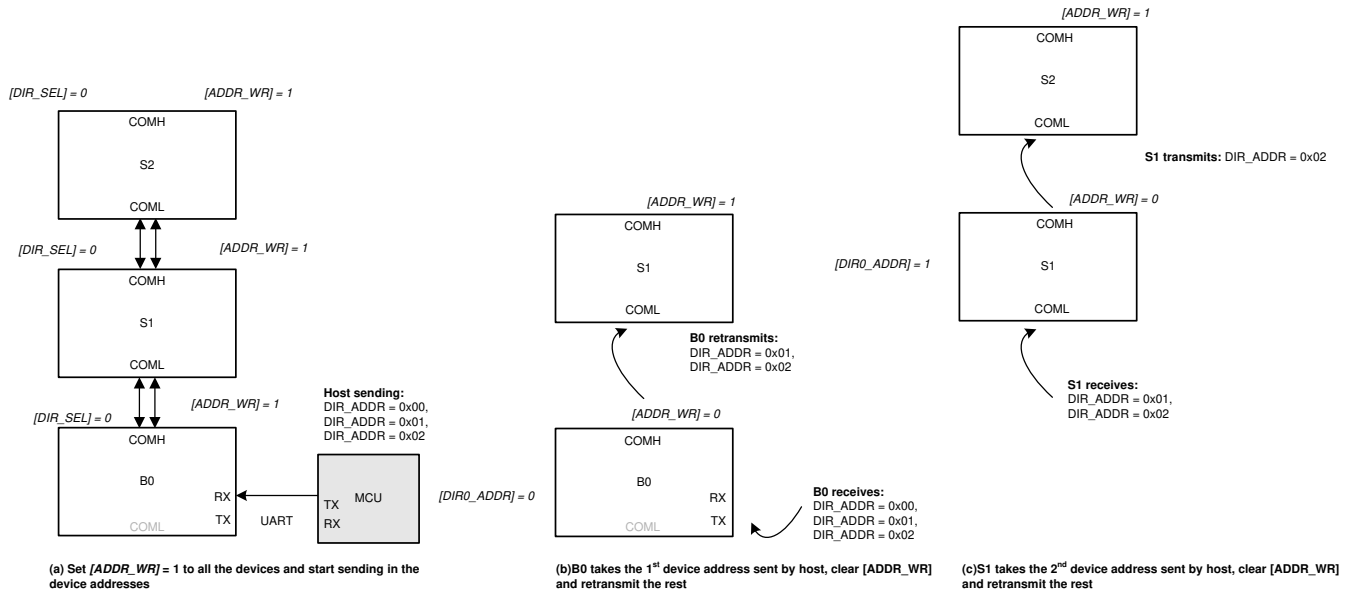 [DIR_SEL] = 0
[ADDR_WR] = 1
COMH
S2
COML
[DIR_SEL] = 0
[ADDR_WR] = 1
COMH
S1
COML
[DIR_SEL] = 0
[ADDR_WR] = 1
COMH
B0
RX
TX
COML
UART
Host sending:
DIR_ADDR = 0x00,
DIR_ADDR = 0x01,
DIR_ADDR = 0x02
MCU
TX
RX
(a) Set [ADDR_WR] = 1 to all the devices and start sending in the
device addresses
[ADDR_WR] = 1
COMH
S1
COML
B0 retransmits:
DIR_ADDR = 0x01,
DIR_ADDR = 0x02
[ADDR_WR] = 0
COMH
[DIR0_ADDR] = 0
B0
RX
TX
COML
B0 receives:
DIR_ADDR = 0x00,
DIR_ADDR = 0x01,
DIR_ADDR = 0x02
(b)B0 takes the 1st device address sent by host, clear [ADDR_WR]
and retransmit the rest
[ADDR_WR] = 1
COMH
S2
COML
S1 transmits: DIR_ADDR = 0x02
[ADDR_WR] = 0
COMH
[DIR0_ADDR] = 1
S1
COML
S1 receives:
DIR_ADDR = 0x01,
DIR_ADDR = 0x02
(c)S1 takes the 2nd device address sent by host, clear [ADDR_WR]
and retransmit the rest